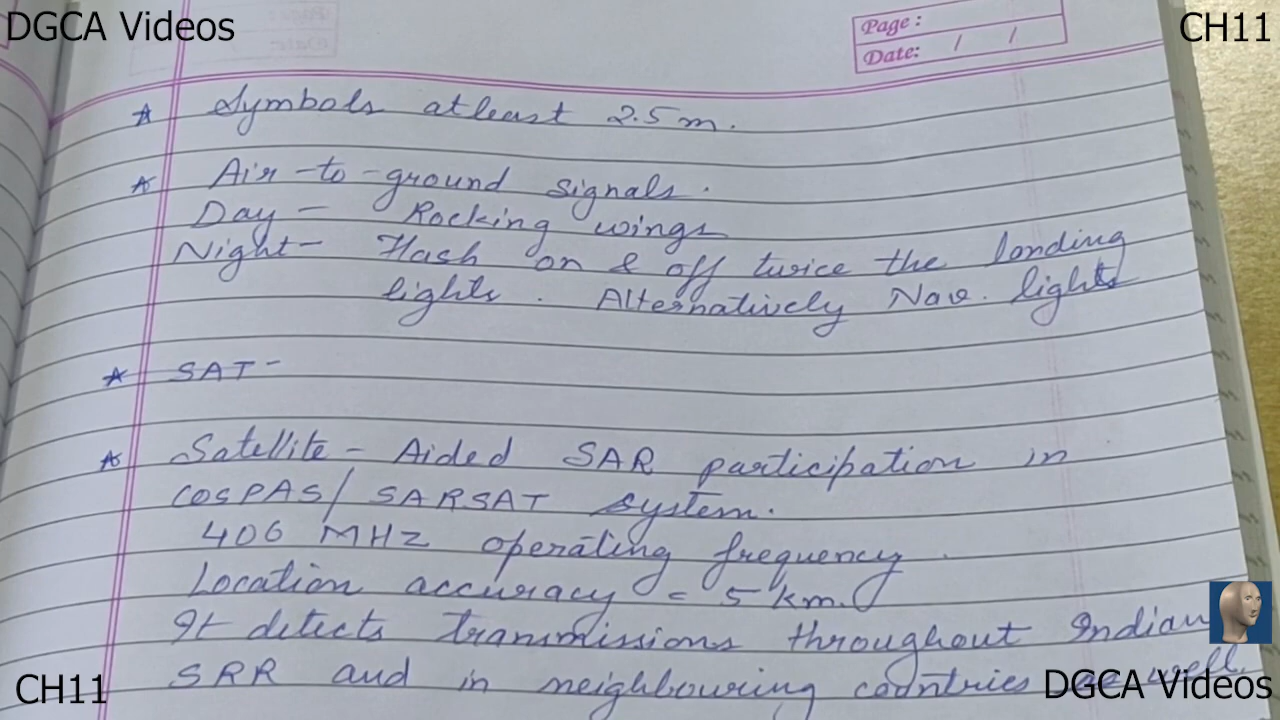 DGCA Videos
CH11
Page :
Date: / /
Symbols atleast 2.5 m.
Air-to-ground signals.
Day - Rocking wings
Night - Flash on & off twice the landing
lights. Alternatively Nav. lights
SAT -
Satellite - Aided SAR participation in
COSPAS/SARSAT system.
406 MHZ operating frequency.
Location accuracy = 5 km.
It detects transmissions throughout Indian
SRR and in neighbouring countries as well.
CH11
DGCA Videos